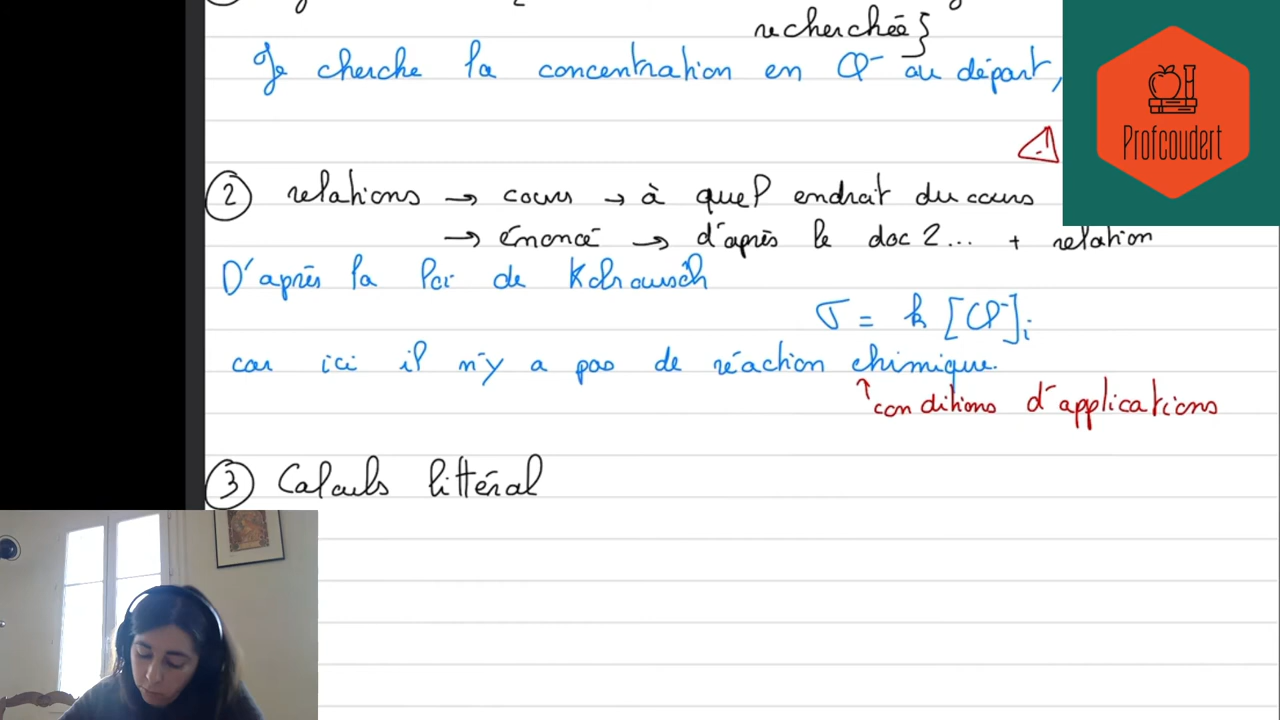 recherchée}
Je cherche la concentration en Cl⁻ au départ,
Profcoudert
② relations → cours → à quel endroit du cours
→ énoncé → d'après le doc 2... + relation
D'après la loi de Kohrausch
σ = k [Cl⁻]i
car ici il n'y a pas de réaction chimique.
↑conditions d'applications
③ Calculs littéral